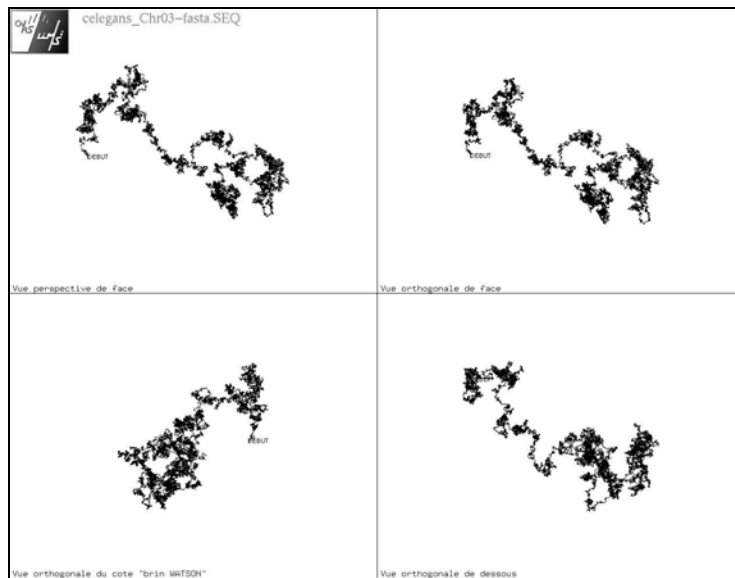 celegans_Chr03-fasta.SEQ
DEBUT
DEBUT
Vue perspective de face
Vue orthogonale de face
DEBUT
Vue orthogonale du cote "brin WATSON"
Vue orthogonale de dessous